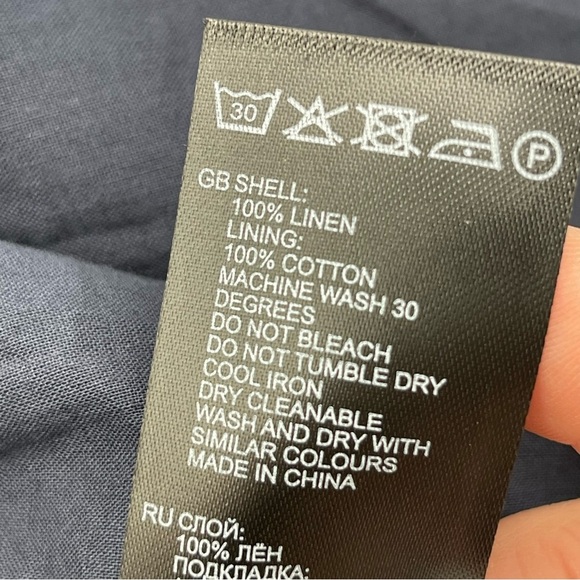 30
P
GB SHELL:
100% LINEN
LINING:
100% COTTON
MACHINE WASH 30
DEGREES
DO NOT BLEACH
DO NOT TUMBLE DRY
COOL IRON
DRY CLEANABLE
WASH AND DRY WITH
SIMILAR COLOURS
MADE IN CHINA
RU СЛОЙ:
100% ЛЁН
ПОДКЛАДКА: